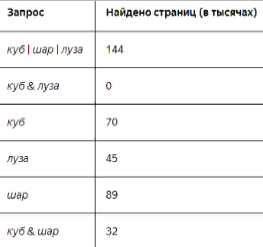 Запрос Найдено страниц (в тысячах)
куб | шар | луза 144
куб & луза 0
куб 70
луза 45
шар 89
куб & шар 32